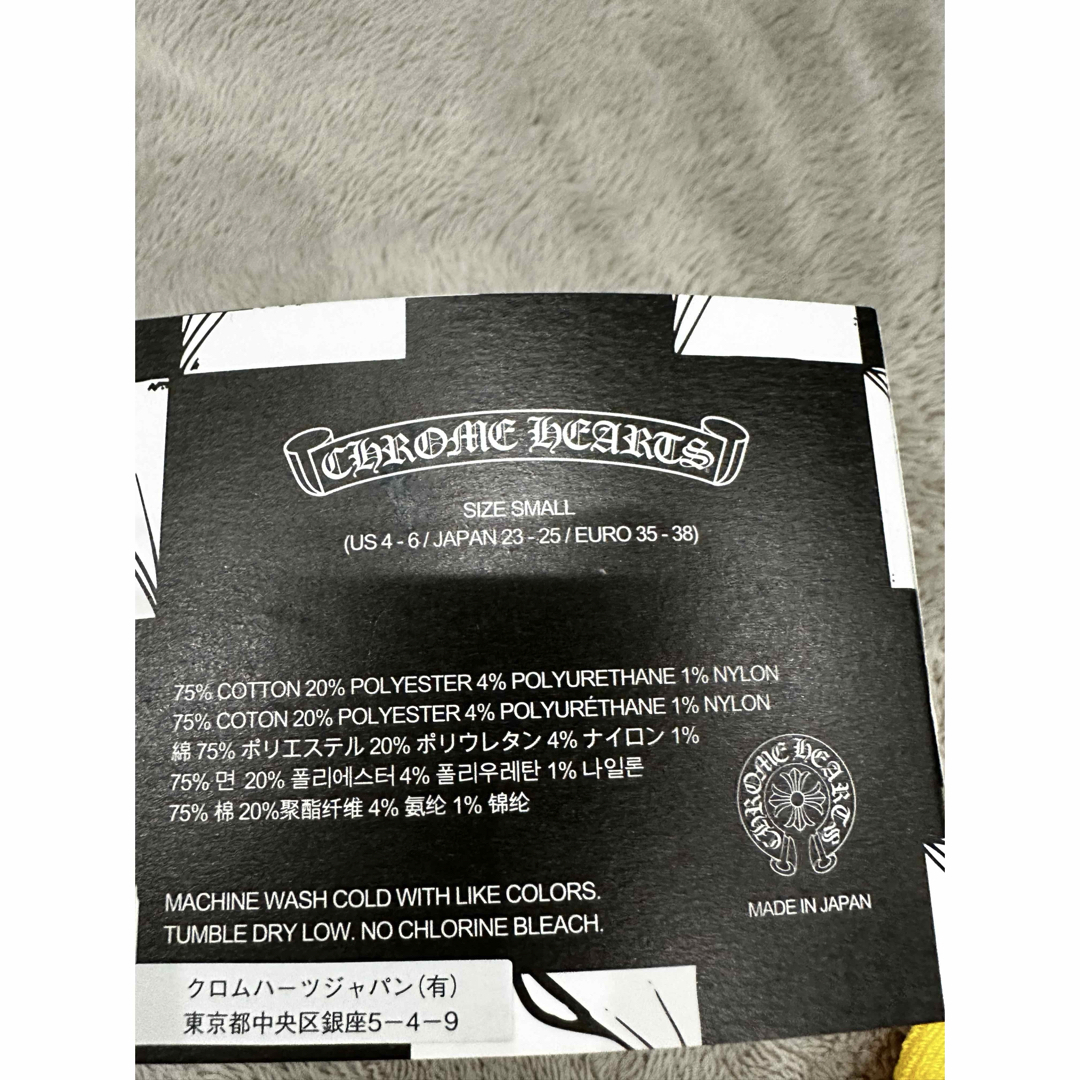 CHROME HEARTS
SIZE SMALL
(US 4 - 6 / JAPAN 23 - 25 / EURO 35 - 38)
75% COTTON 20% POLYESTER 4% POLYURETHANE 1% NYLON
75% COTON 20% POLYESTER 4% POLYURÉTHANE 1% NYLON
綿 75% ポリエステル 20% ポリウレタン 4% ナイロン 1%
75% 면 20% 폴리에스터 4% 폴리우레탄 1% 나일론
75% 棉 20%聚酯纤维 4% 氨纶 1% 锦纶
CHROME HEARTS
MADE IN JAPAN
MACHINE WASH COLD WITH LIKE COLORS.
TUMBLE DRY LOW. NO CHLORINE BLEACH.
クロムハーツジャパン(有)
東京都中央区銀座5-4-9